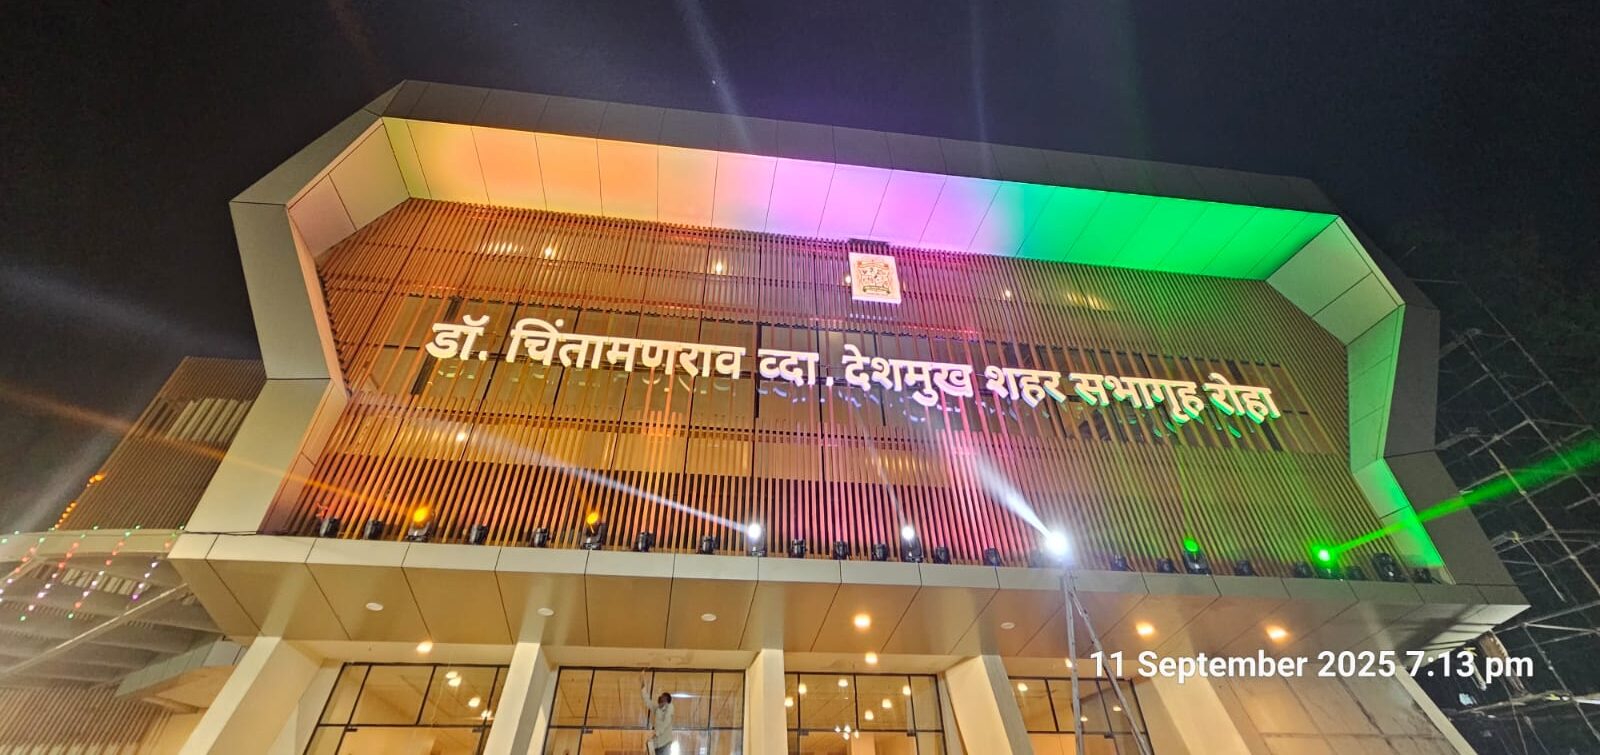 डॉ. चिंतामणराव व्दा. देशमुख शहर सभागृह रोहा
11 September 2025 7:13 pm